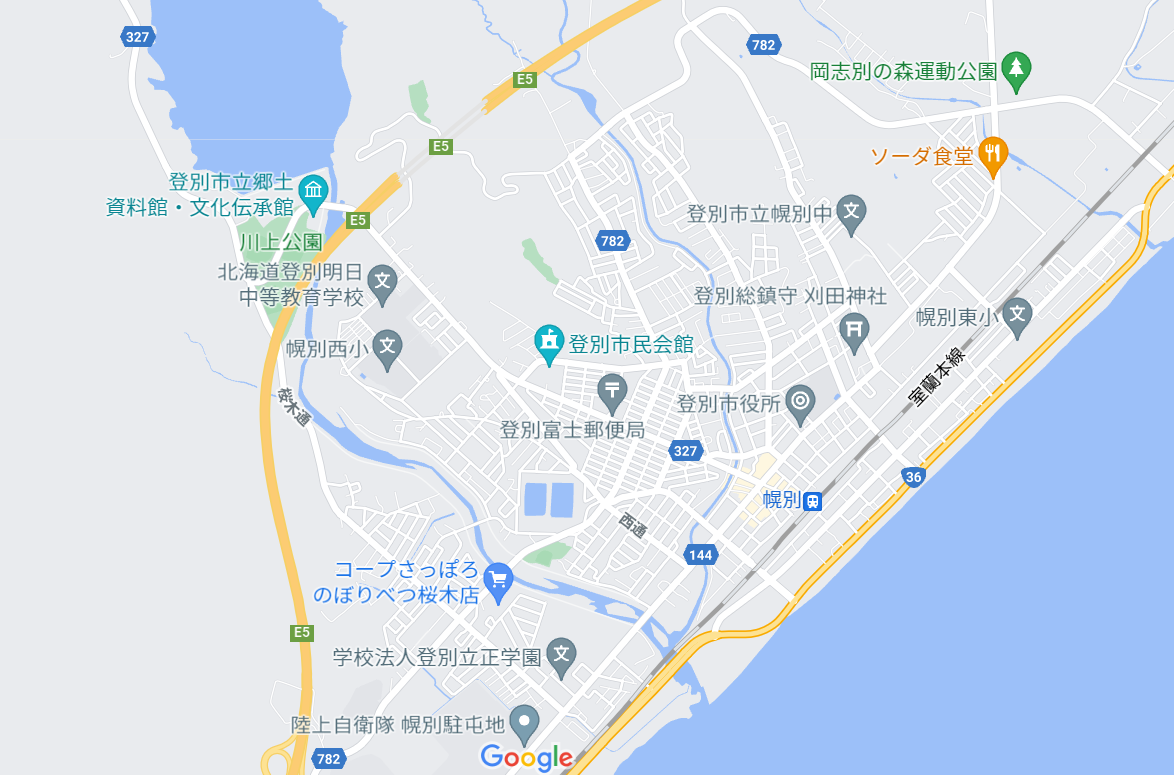 327
782
E5
岡志別の森運動公園
E5
ソーダ食堂
登別市立郷土
資料館・文化伝承館
E5
登別市立幌別中
川上公園
782
北海道登別明日
中等教育学校
登別総鎮守 刈田神社
幌別東小
幌別西小
登別市民会館
室蘭本線
桜木通
登別市役所
登別富士郵便局
327
36
幌別
西通
144
コープさっぽろ
のぼりべつ桜木店
E5
学校法人登別立正学園
陸上自衛隊 幌別駐屯地
782
Google